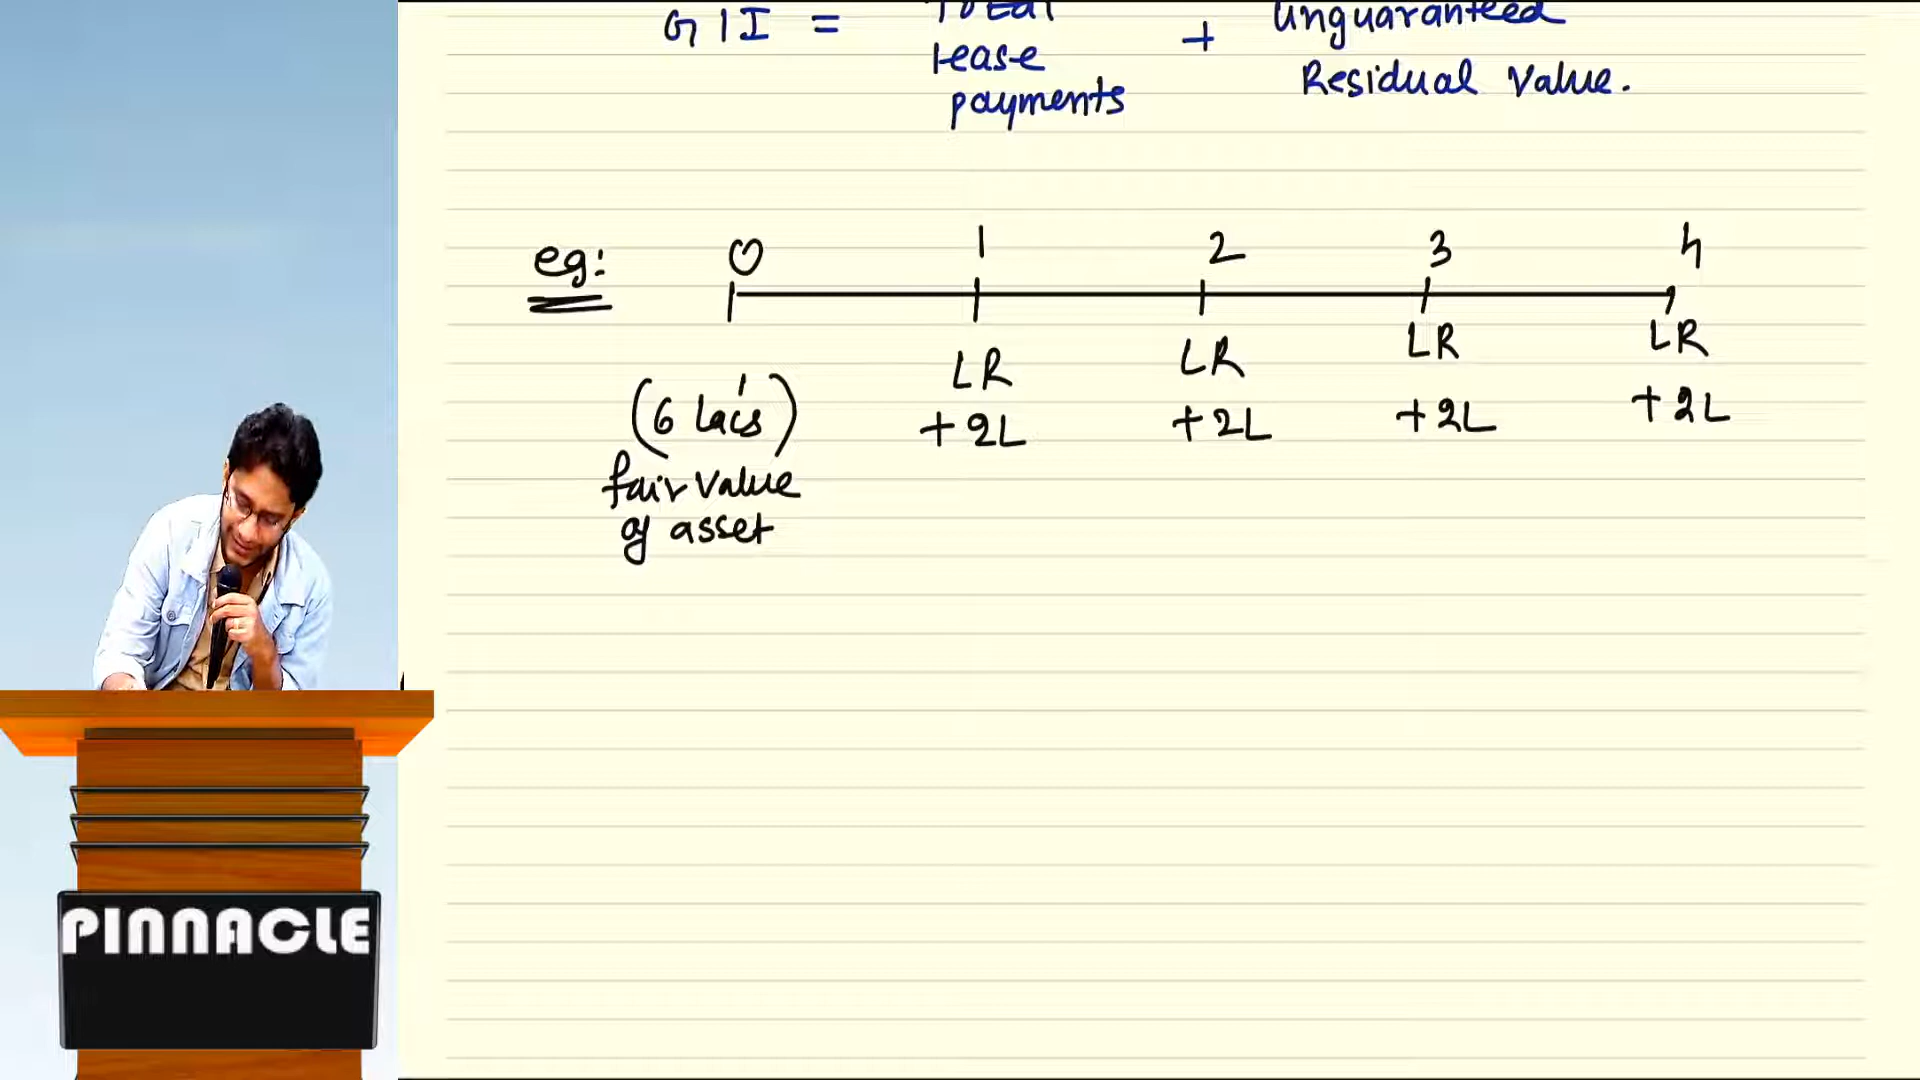 GII = Total lease payments + Unguaranteed Residual Value.
eg: 0 1 2 3 4
(6 lacs) LR LR LR LR
+2L +2L +2L +2L
fair value
of asset
PINNACLE